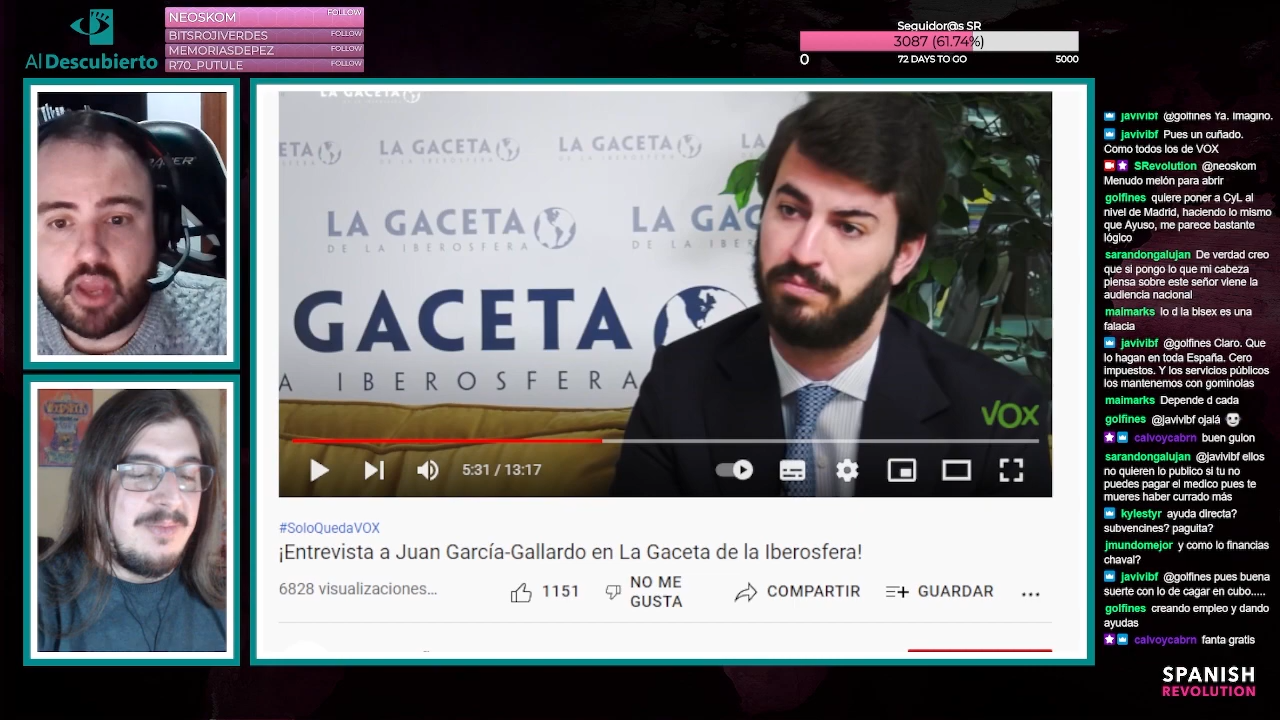 Al Descubierto
NEOSKOM FOLLOW
BITSROJIVERDES FOLLOW
MEMORIASDEPEZ FOLLOW
R70_PUTULE FOLLOW
Seguidor@s SR
3087 (61.74%)
0 72 DAYS TO GO 5000
LA GACETA
ETA
LA GACETA
LA GACETA
LA
LA GACETA
DE LA IBEROSFERA
LA GAC
DE LA IBER
GACETA
A IBEROSFERA
VOX
5:31 / 13:17
#SoloQuedaVOX
¡Entrevista a Juan García-Gallardo en La Gaceta de la Iberosfera!
6828 visualizaciones...
1151
NO ME
GUSTA
COMPARTIR
GUARDAR
javivibf @golfines Ya. Imagino.
javivibf Pues un cuñado.
Como todos los de VOX
SRevolution @neoskom
Menudo melón para abrir
golfines quiere poner a CyL al
nivel de Madrid, haciendo lo mismo
que Ayuso, me parece bastante
lógico
sarandongalujan De verdad creo
que si pongo lo que mi cabeza
piensa sobre este señor viene la
audiencia nacional
maimarks lo d la bisex es una
falacia
javivibf @golfines Claro. Que
lo hagan en toda España. Cero
impuestos. Y los servicios públicos
los mantenemos con gominolas
maimarks Depende d cada
golfines @javivibf ojalá
calvoycabrn buen guion
sarandongalujan @javivibf ellos
no quieren lo publico si tu no
puedes pagar el medico pues te
mueres haber currado más
kylestyr ayuda directa?
subvencines? paguita?
jmundomejor y como lo financias
chaval?
javivibf @golfines pues buena
suerte con lo de cagar en cubo.....
golfines creando empleo y dando
ayudas
calvoycabrn fanta gratis
SPANISH
REVOLUTION